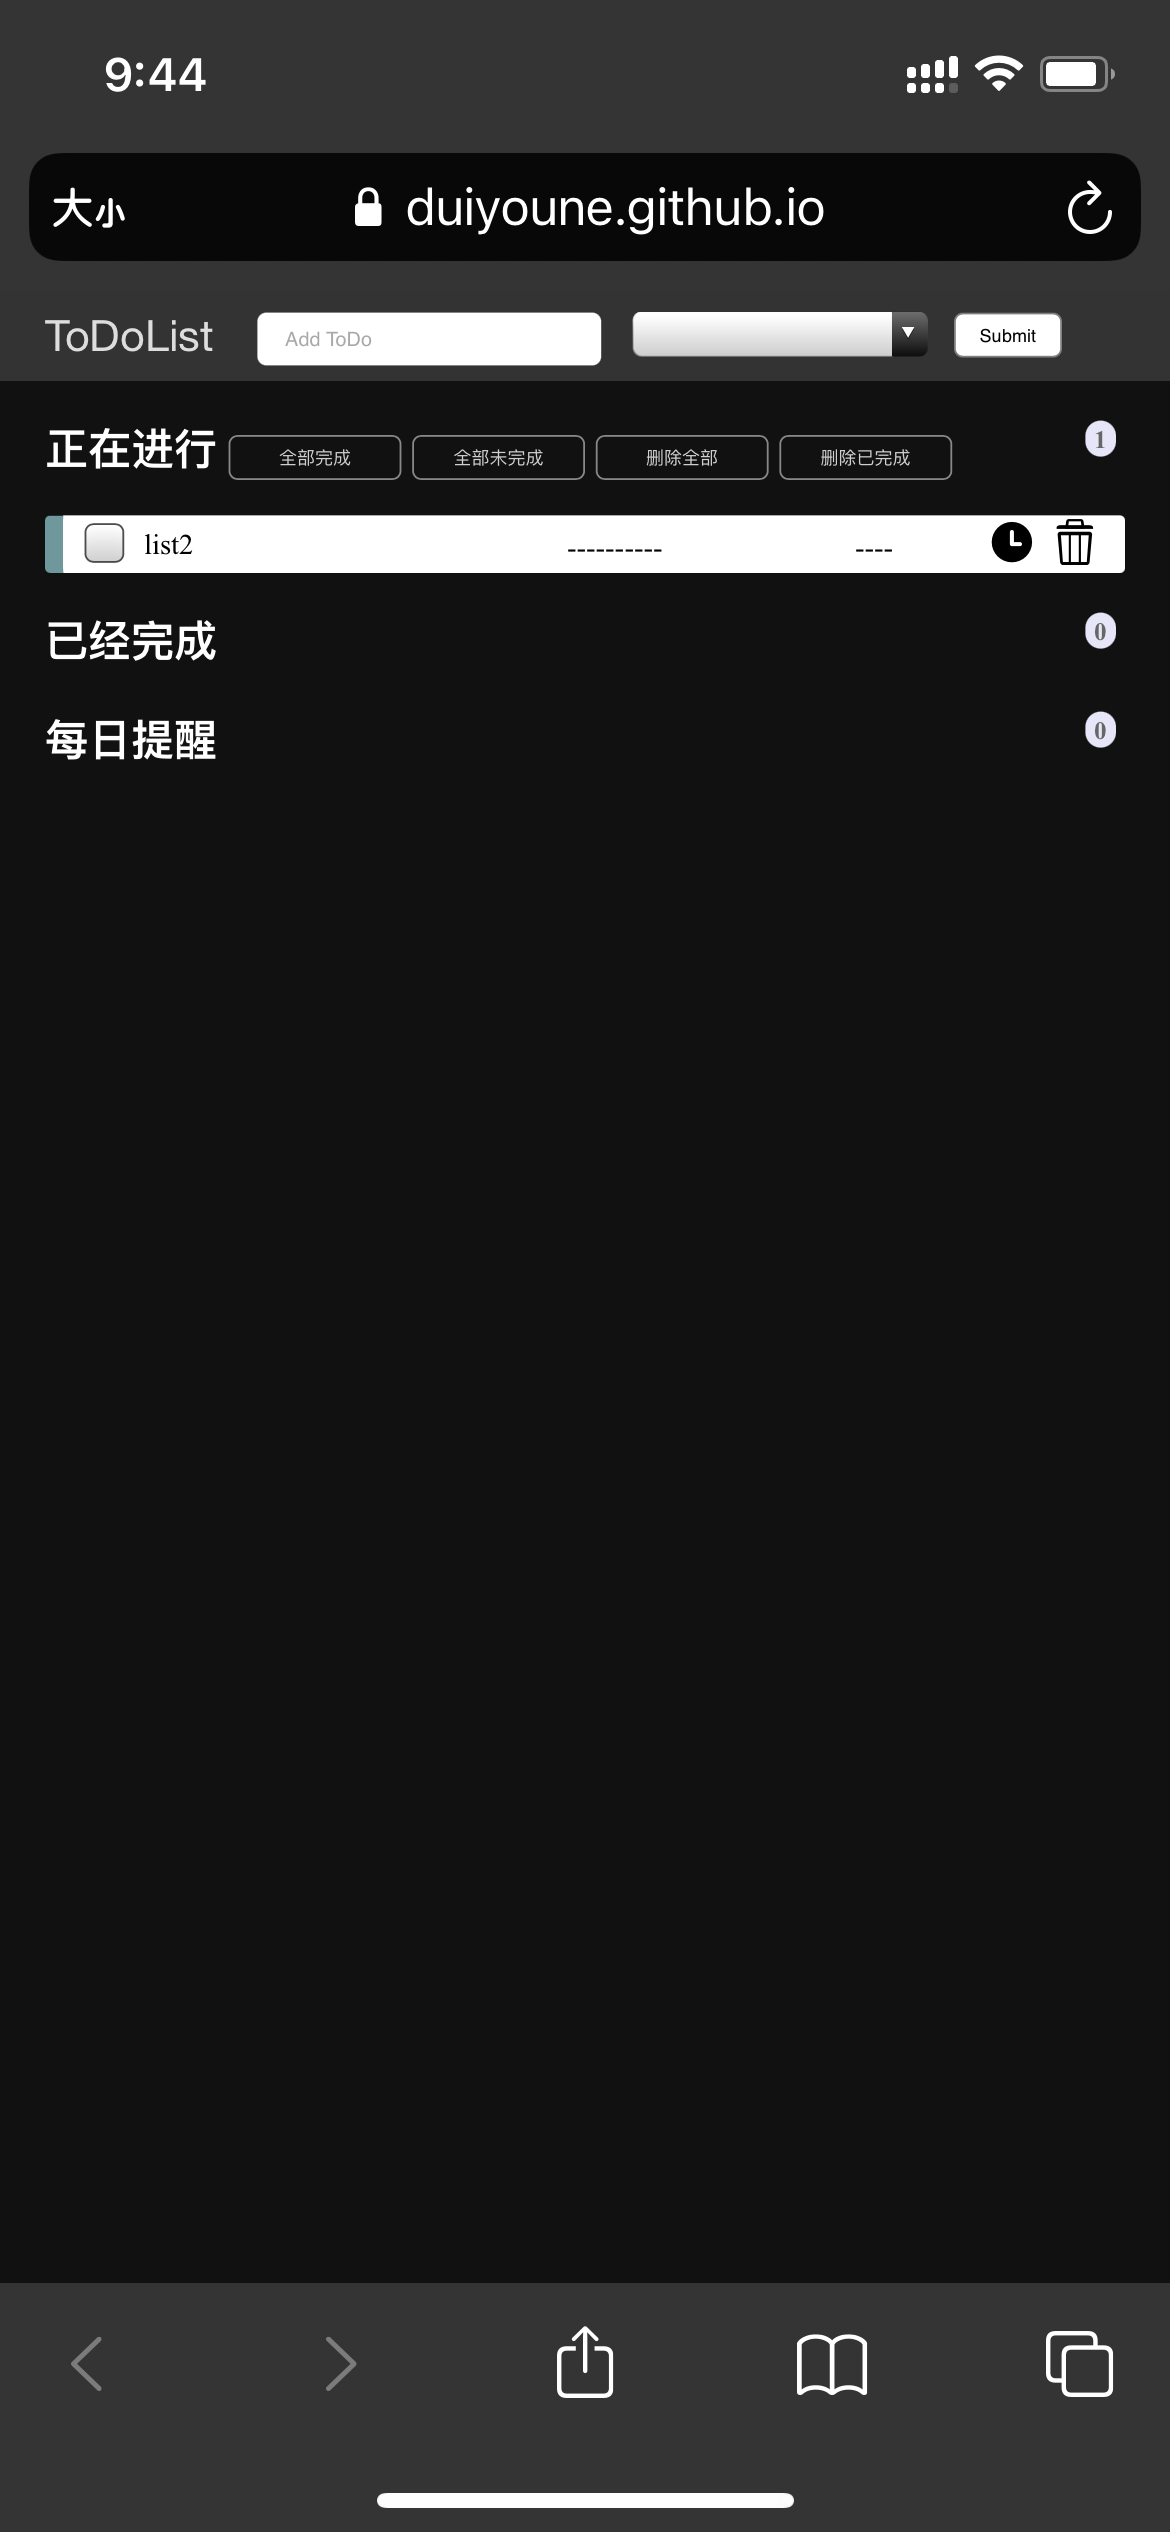 9:44
大小 duiyoune.github.io
ToDoList Add ToDo Submit
正在进行 全部完成 全部未完成 删除全部 删除已完成 1
list2 ---------- ----
已经完成 0
每日提醒 0